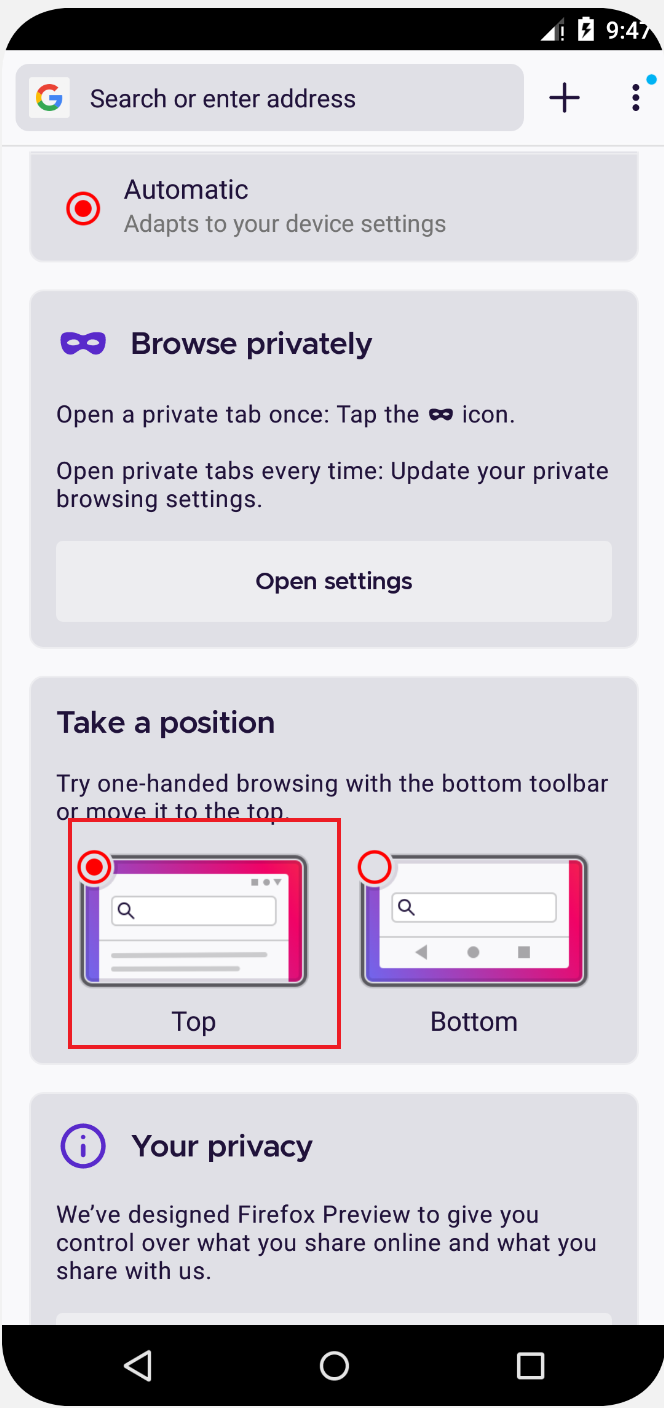 9:47
Search or enter address
Automatic
Adapts to your device settings
Browse privately
Open a private tab once: Tap the icon.
Open private tabs every time: Update your private
browsing settings.
Open settings
Take a position
Try one-handed browsing with the bottom toolbar
or move it to the top.
Top
Bottom
Your privacy
We’ve designed Firefox Preview to give you
control over what you share online and what you
share with us.